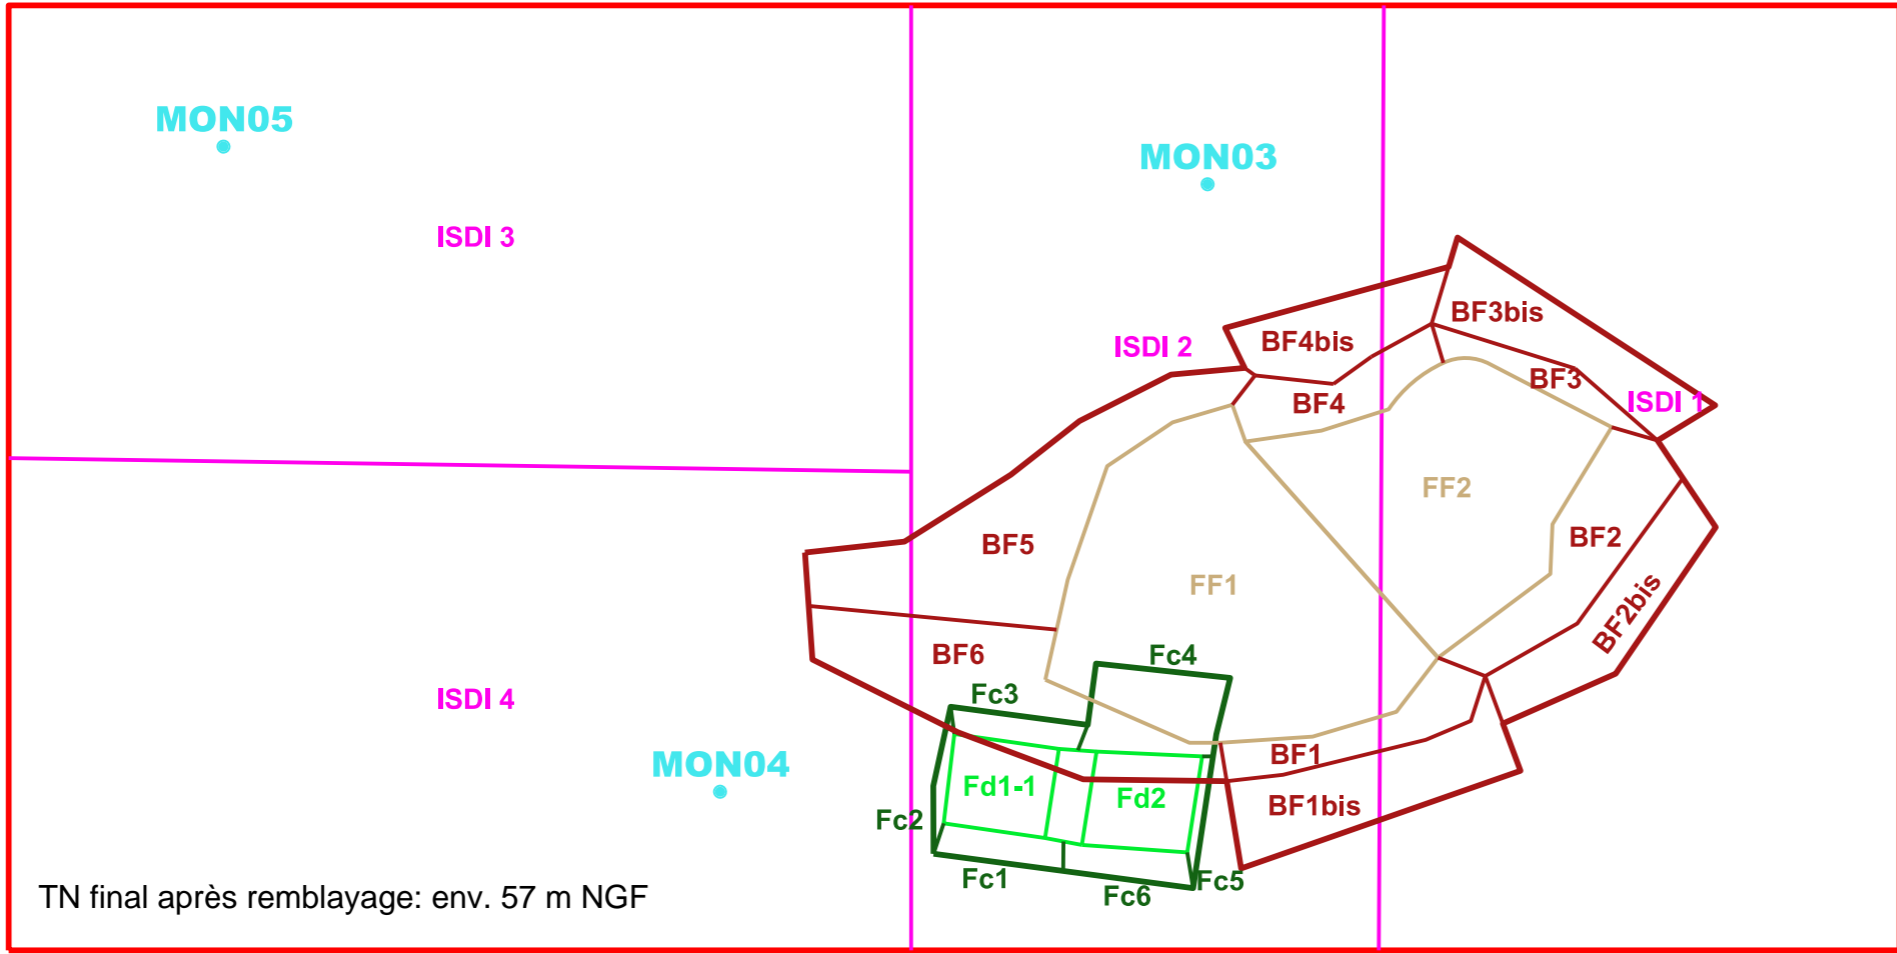 MON05
MON03
ISDI 3
BF3bis
BF4bis
ISDI 2
BF3
ISDI 1
BF4
FF2
BF2
BF5
FF1
BF2bis
BF6
Fc4
Fc3
ISDI 4
BF1
MON04
Fd1-1
Fd2
BF1bis
Fc2
Fc1
Fc5
Fc6
TN final après remblayage: env. 57 m NGF